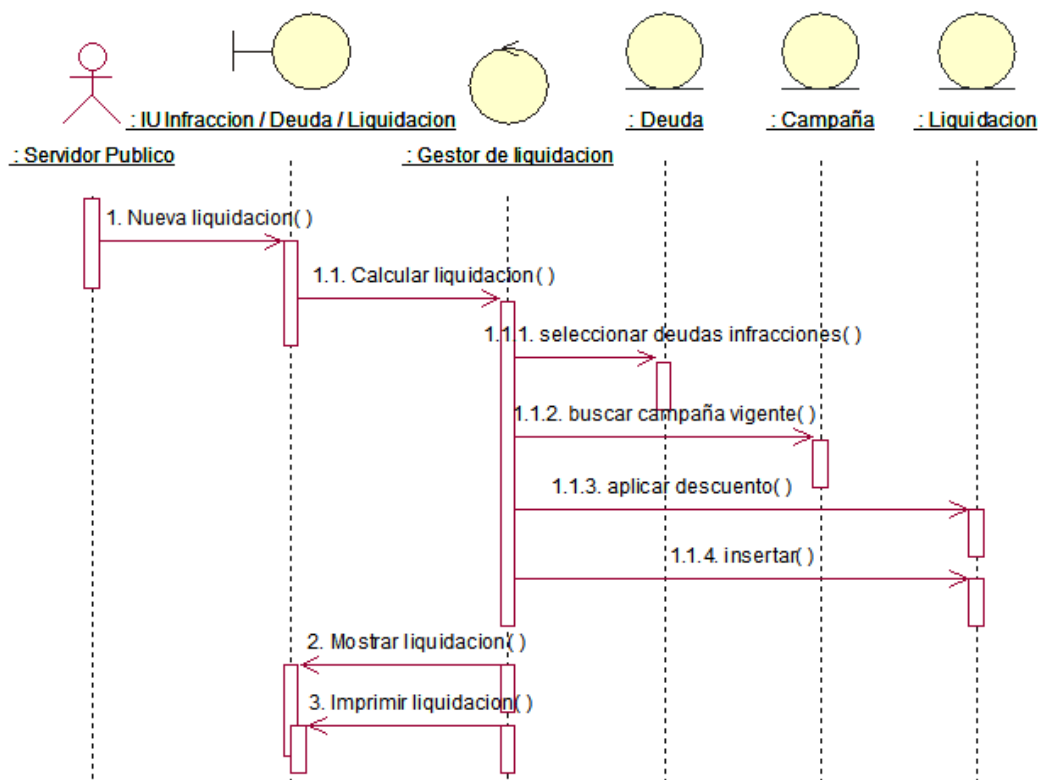 : IU Infraccion / Deuda / Liquidacion
: Deuda
: Campaña
: Liquidacion
: Servidor Publico
: Gestor de liquidacion
1. Nueva liquidacion( )
1.1. Calcular liquidacion( )
1.1.1. seleccionar deudas infracciones( )
1.1.2. buscar campaña vigente( )
1.1.3. aplicar descuento( )
1.1.4. insertar( )
2. Mostrar liquidacion( )
3. Imprimir liquidacion( )